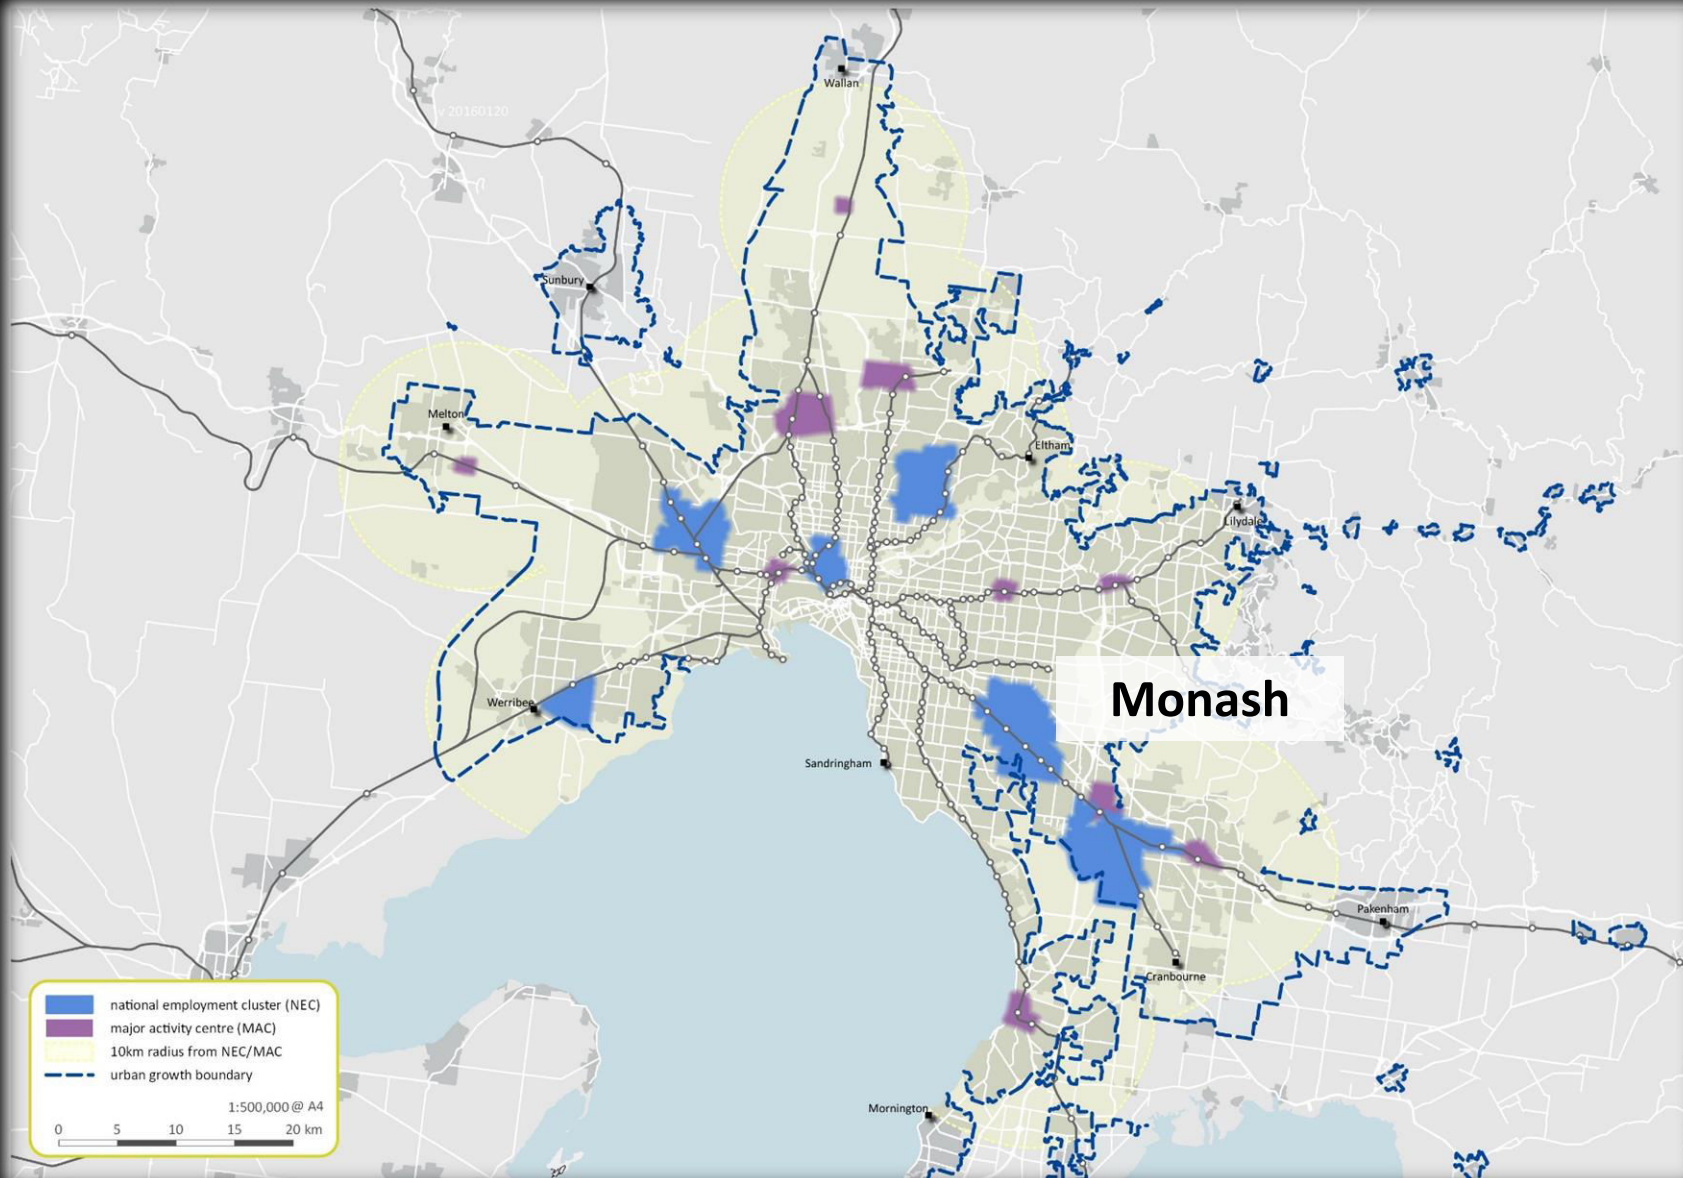 Wallan
v 20160120
Sunbury
Melton
Eltham
Lilydale
Monash
Werribee
Sandringham
Pakenham
Cranbourne
Mornington
national employment cluster (NEC)
major activity centre (MAC)
10km radius from NEC/MAC
urban growth boundary
1:500,000 @ A4
0 5 10 15 20 km